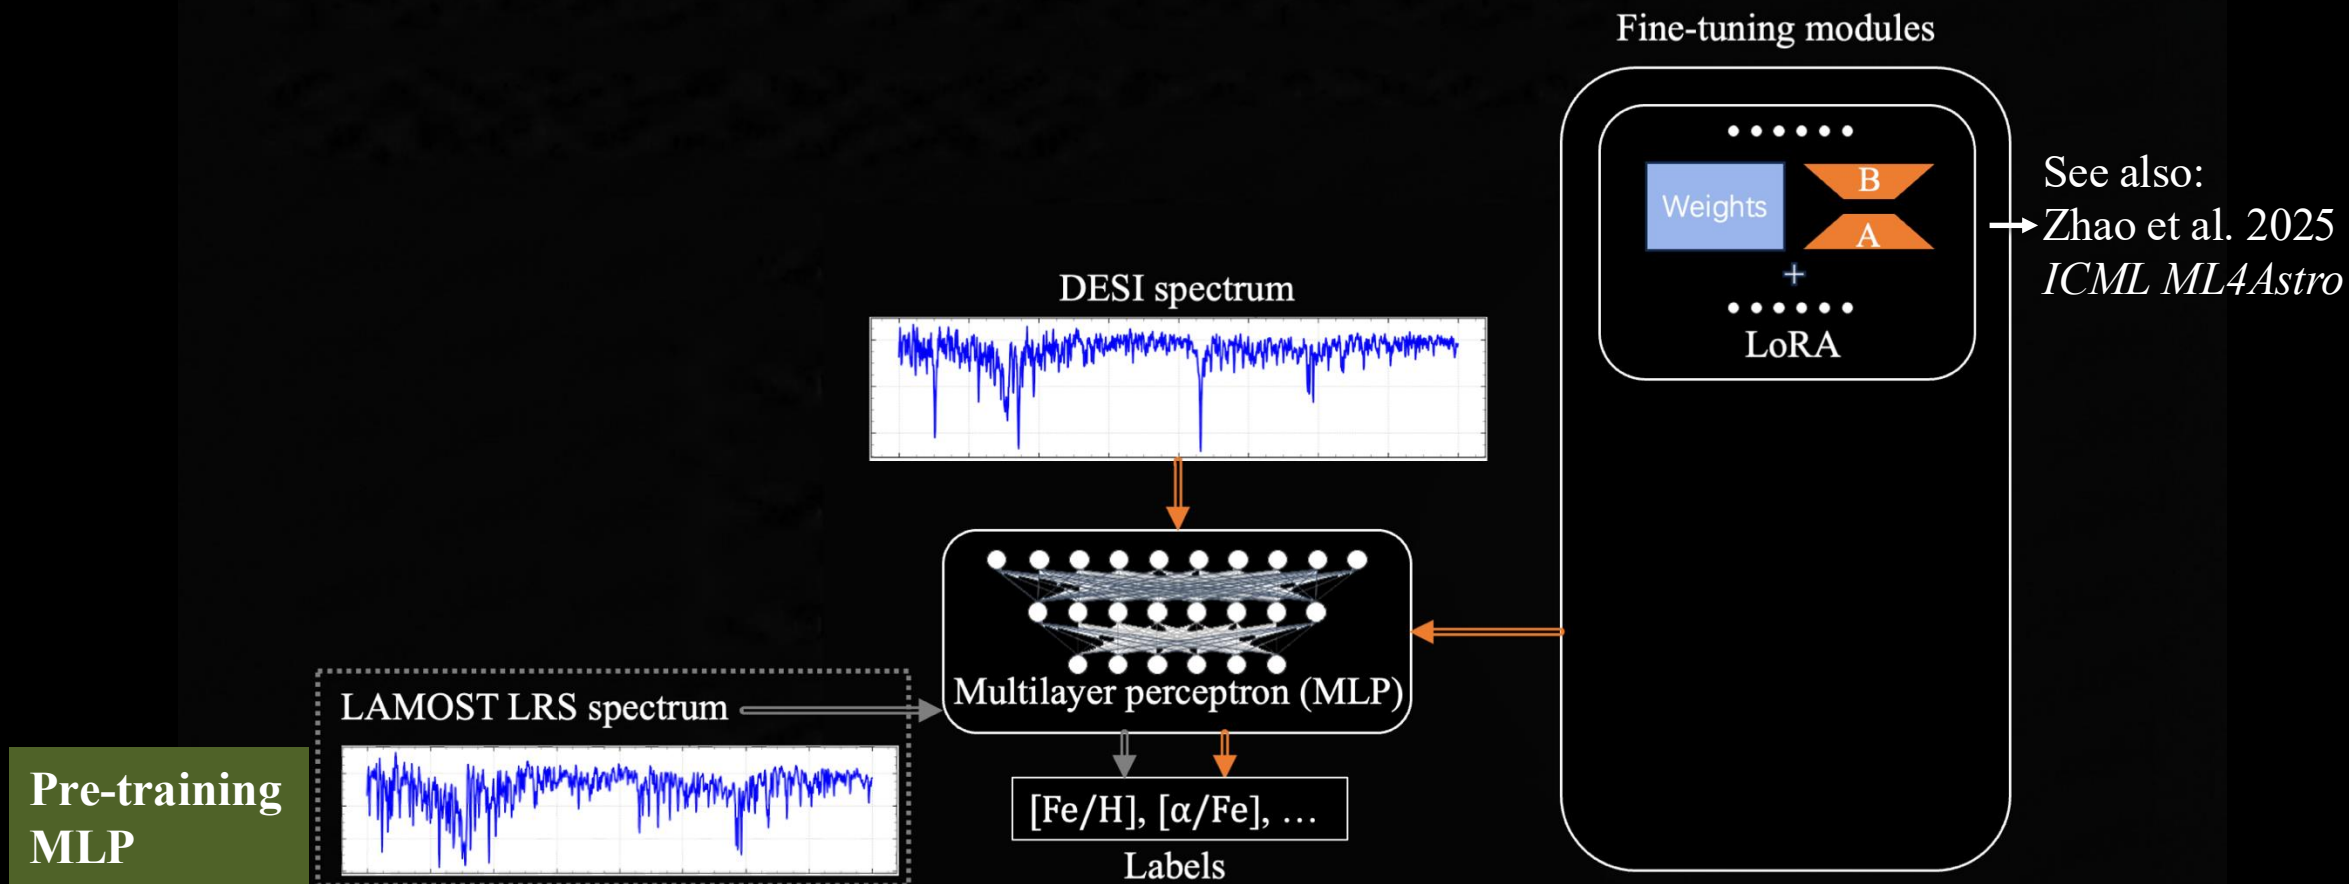 Fine-tuning modules
Weights
B
A
+
LoRA
See also:
Zhao et al. 2025
ICML ML4Astro
DESI spectrum
Multilayer perceptron (MLP)
LAMOST LRS spectrum
Pre-training
MLP
[Fe/H], [α/Fe], …
Labels